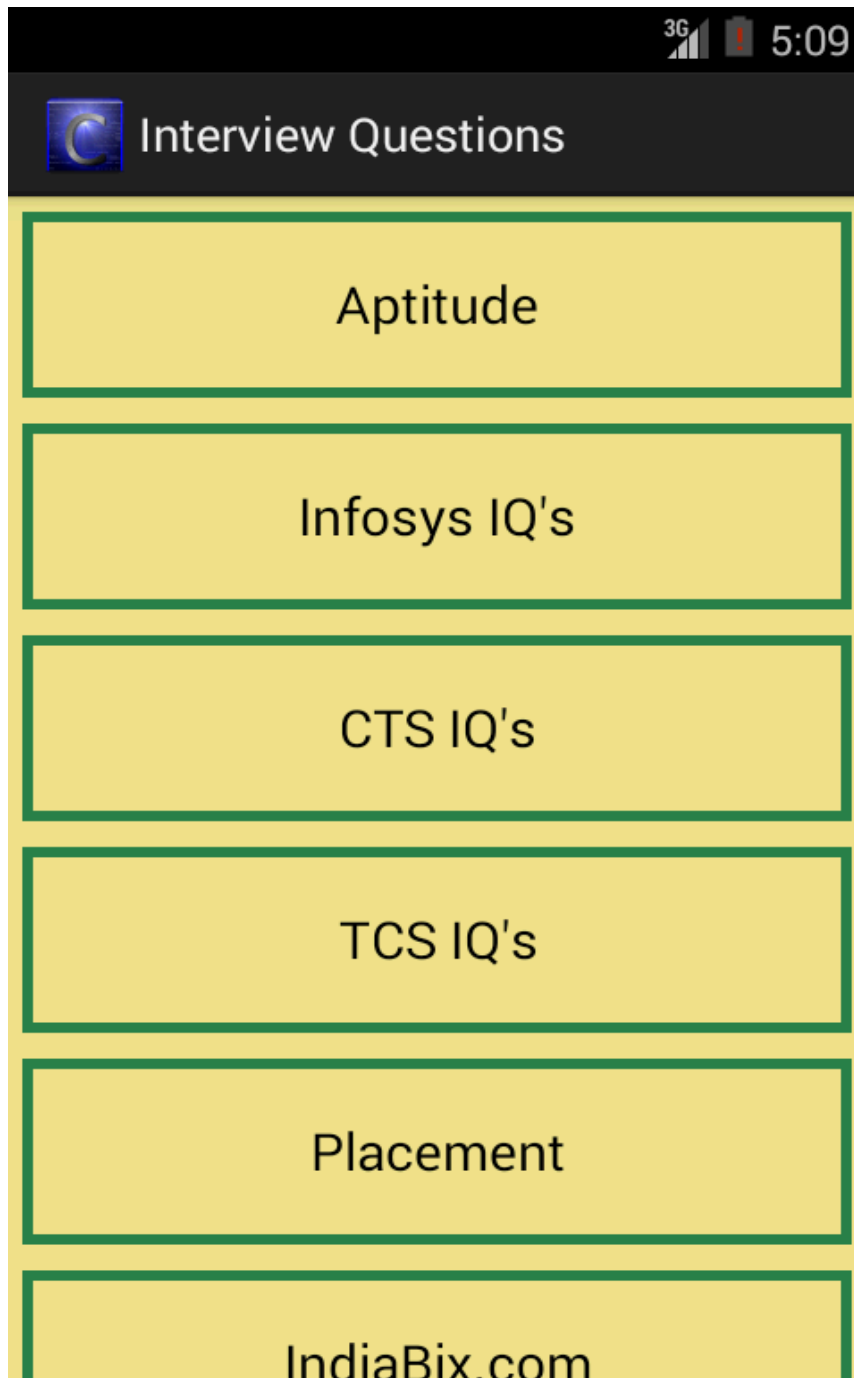 3G 5:09
C Interview Questions
Aptitude
Infosys IQ's
CTS IQ's
TCS IQ's
Placement
IndiaBix.com